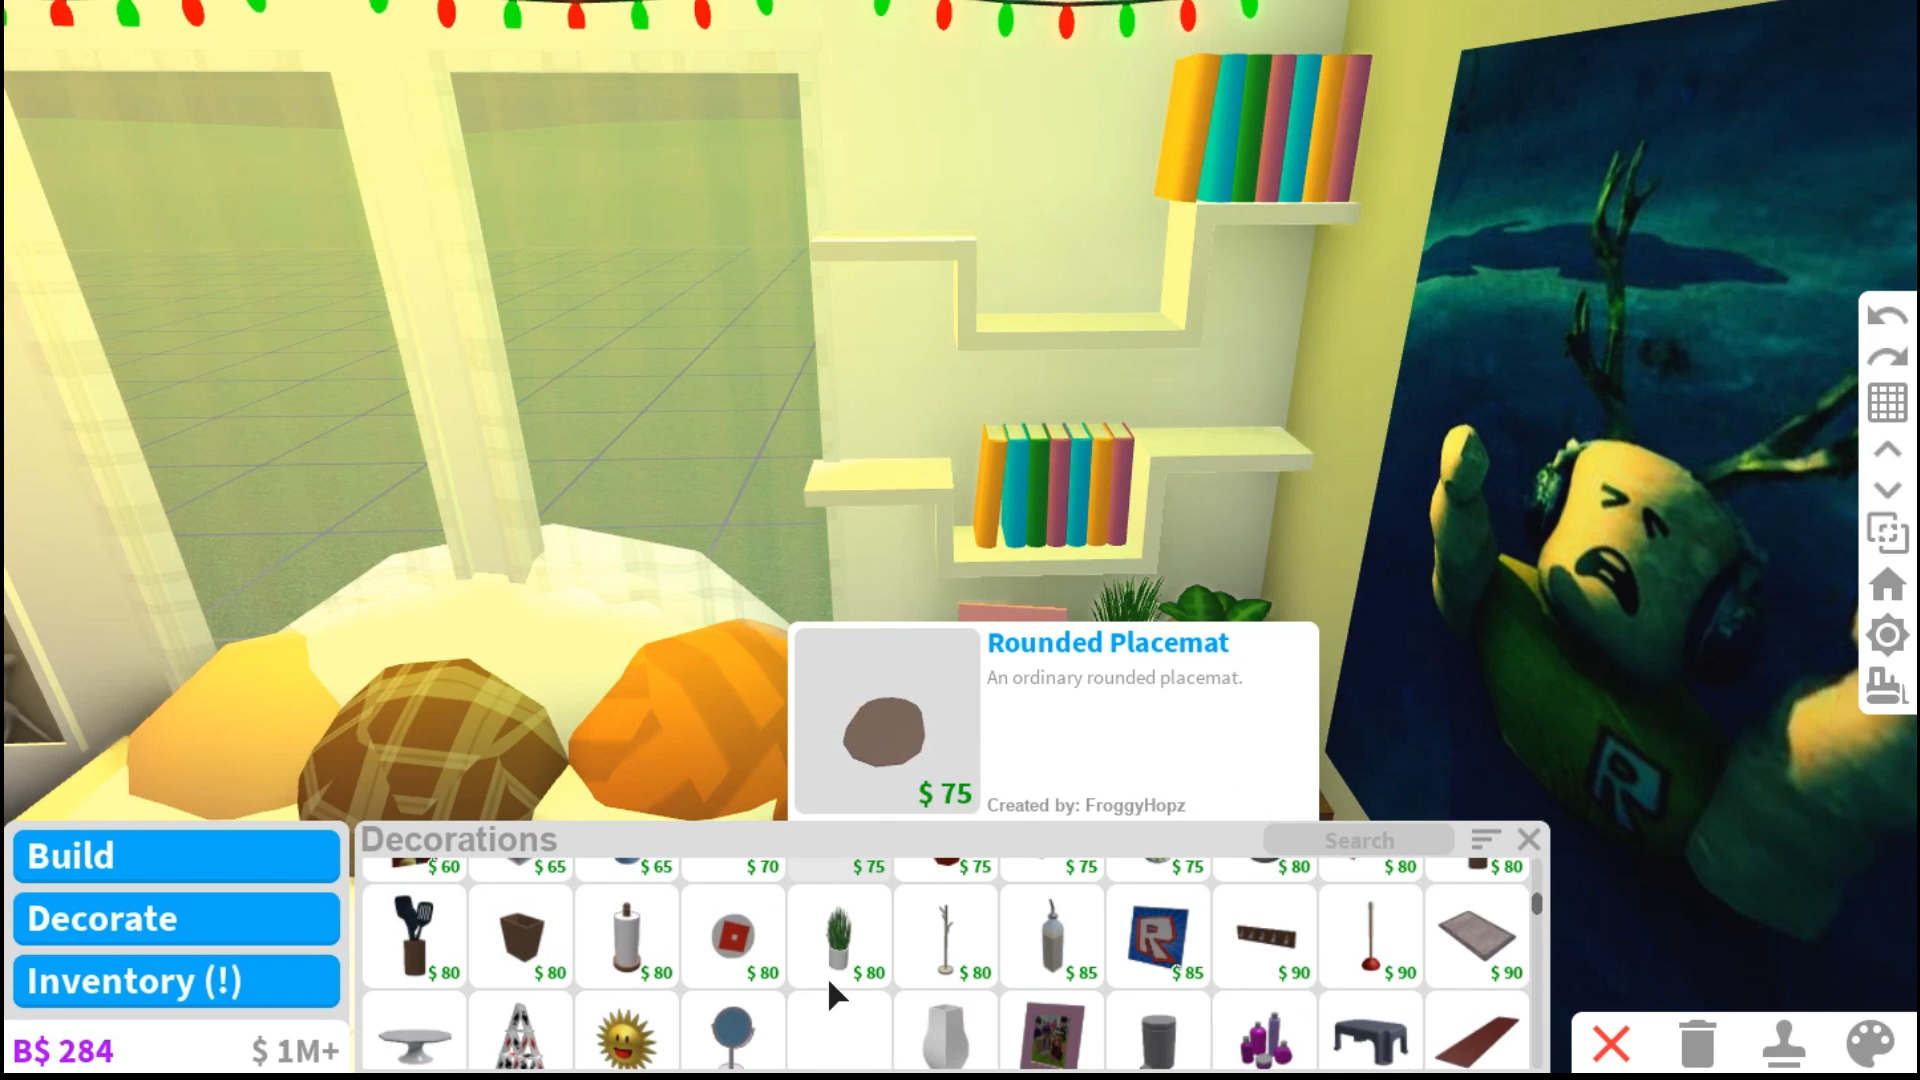 Rounded Placemat
An ordinary rounded placemat.
$ 75
Created by: FroggyHopz
Build
Decorate
Inventory (!)
B$ 284
$ 1M+
Decorations
Search
$ 60
$ 65
$ 65
$ 70
$ 75
$ 75
$ 75
$ 75
$ 80
$ 80
$ 80
$ 80
$ 80
$ 80
$ 80
$ 80
$ 80
$ 85
$ 85
$ 90
$ 90
$ 90
R
R